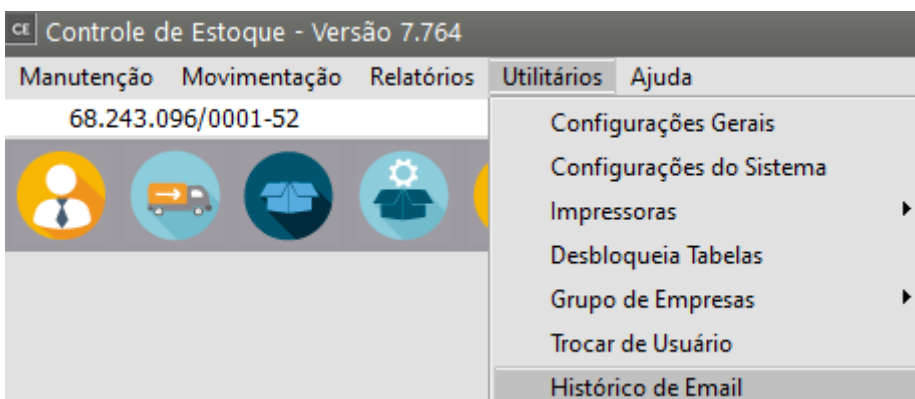 CE Controle de Estoque - Versão 7.764
Manutenção Movimentação Relatórios Utilitários Ajuda
68.243.096/0001-52
Configurações Gerais
Configurações do Sistema
Impressoras
Desbloqueia Tabelas
Grupo de Empresas
Trocar de Usuário
Histórico de Email